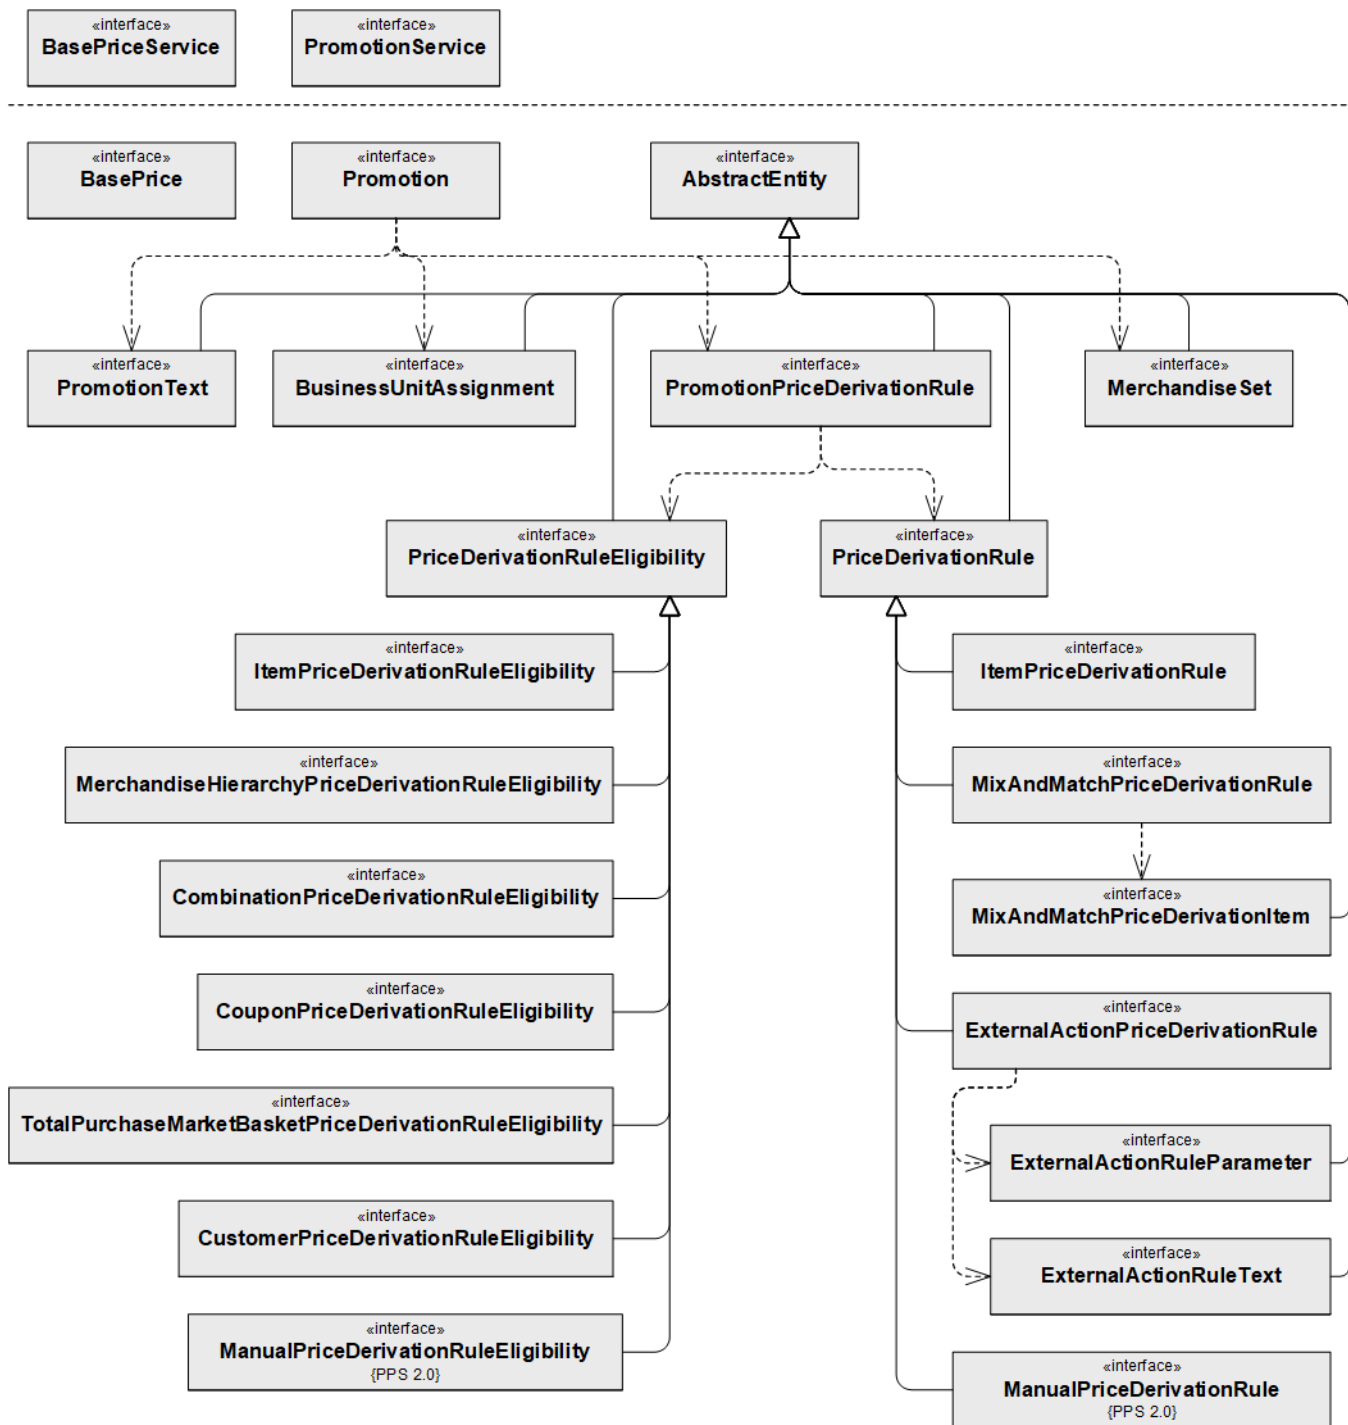 «interface»
BasePriceService
«interface»
PromotionService
«interface»
BasePrice
«interface»
Promotion
«interface»
AbstractEntity
«interface»
PromotionText
«interface»
BusinessUnitAssignment
«interface»
PromotionPriceDerivationRule
«interface»
MerchandiseSet
«interface»
PriceDerivationRuleEligibility
«interface»
PriceDerivationRule
«interface»
ItemPriceDerivationRuleEligibility
«interface»
ItemPriceDerivationRule
«interface»
MerchandiseHierarchyPriceDerivationRuleEligibility
«interface»
MixAndMatchPriceDerivationRule
«interface»
CombinationPriceDerivationRuleEligibility
«interface»
MixAndMatchPriceDerivationItem
«interface»
CouponPriceDerivationRuleEligibility
«interface»
ExternalActionPriceDerivationRule
«interface»
TotalPurchaseMarketBasketPriceDerivationRuleEligibility
«interface»
ExternalActionRuleParameter
«interface»
CustomerPriceDerivationRuleEligibility
«interface»
ExternalActionRuleText
«interface»
ManualPriceDerivationRuleEligibility
{PPS 2.0}
«interface»
ManualPriceDerivationRule
{PPS 2.0}